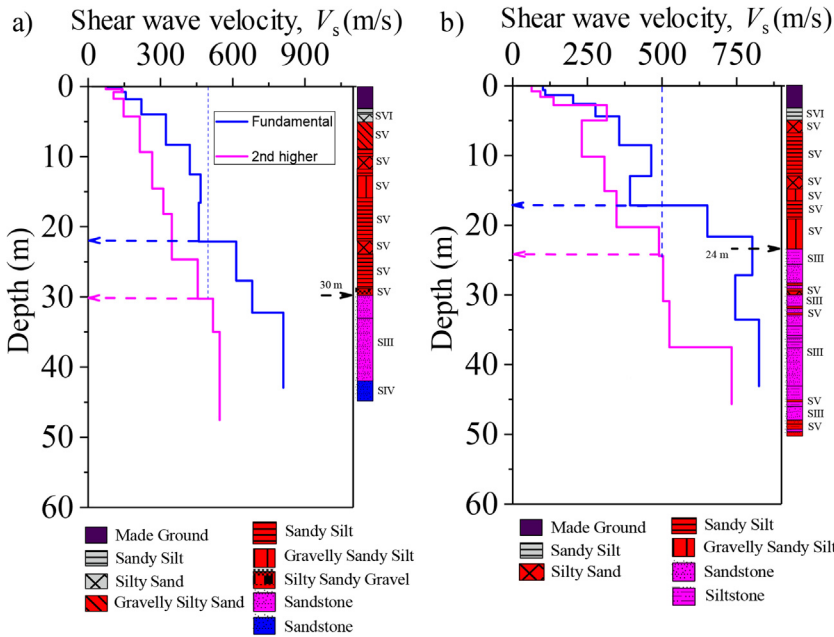 a)
Shear wave velocity, Vs (m/s)
0 300 600 900
0
10
20
30
40
50
60
Depth (m)
Fundamental
2nd higher
30 m
SVI
SV
SV
SV
SV
SV
SV
SV
SIII
SIV
Made Ground
Sandy Silt
Silty Sand
Gravelly Silty Sand
Sandy Silt
Gravelly Sandy Silt
Silty Sandy Gravel
Sandstone
Sandstone
b)
Shear wave velocity, Vs (m/s)
0 250 500 750
0
10
20
30
40
50
60
Depth (m)
24 m
SVI
SV
SV
SV
SV
SV
SV
SIII
SV
SIII
SV
SIII
SV
SIII
SV
Made Ground
Sandy Silt
Silty Sand
Sandy Silt
Gravelly Sandy Silt
Sandstone
Siltstone